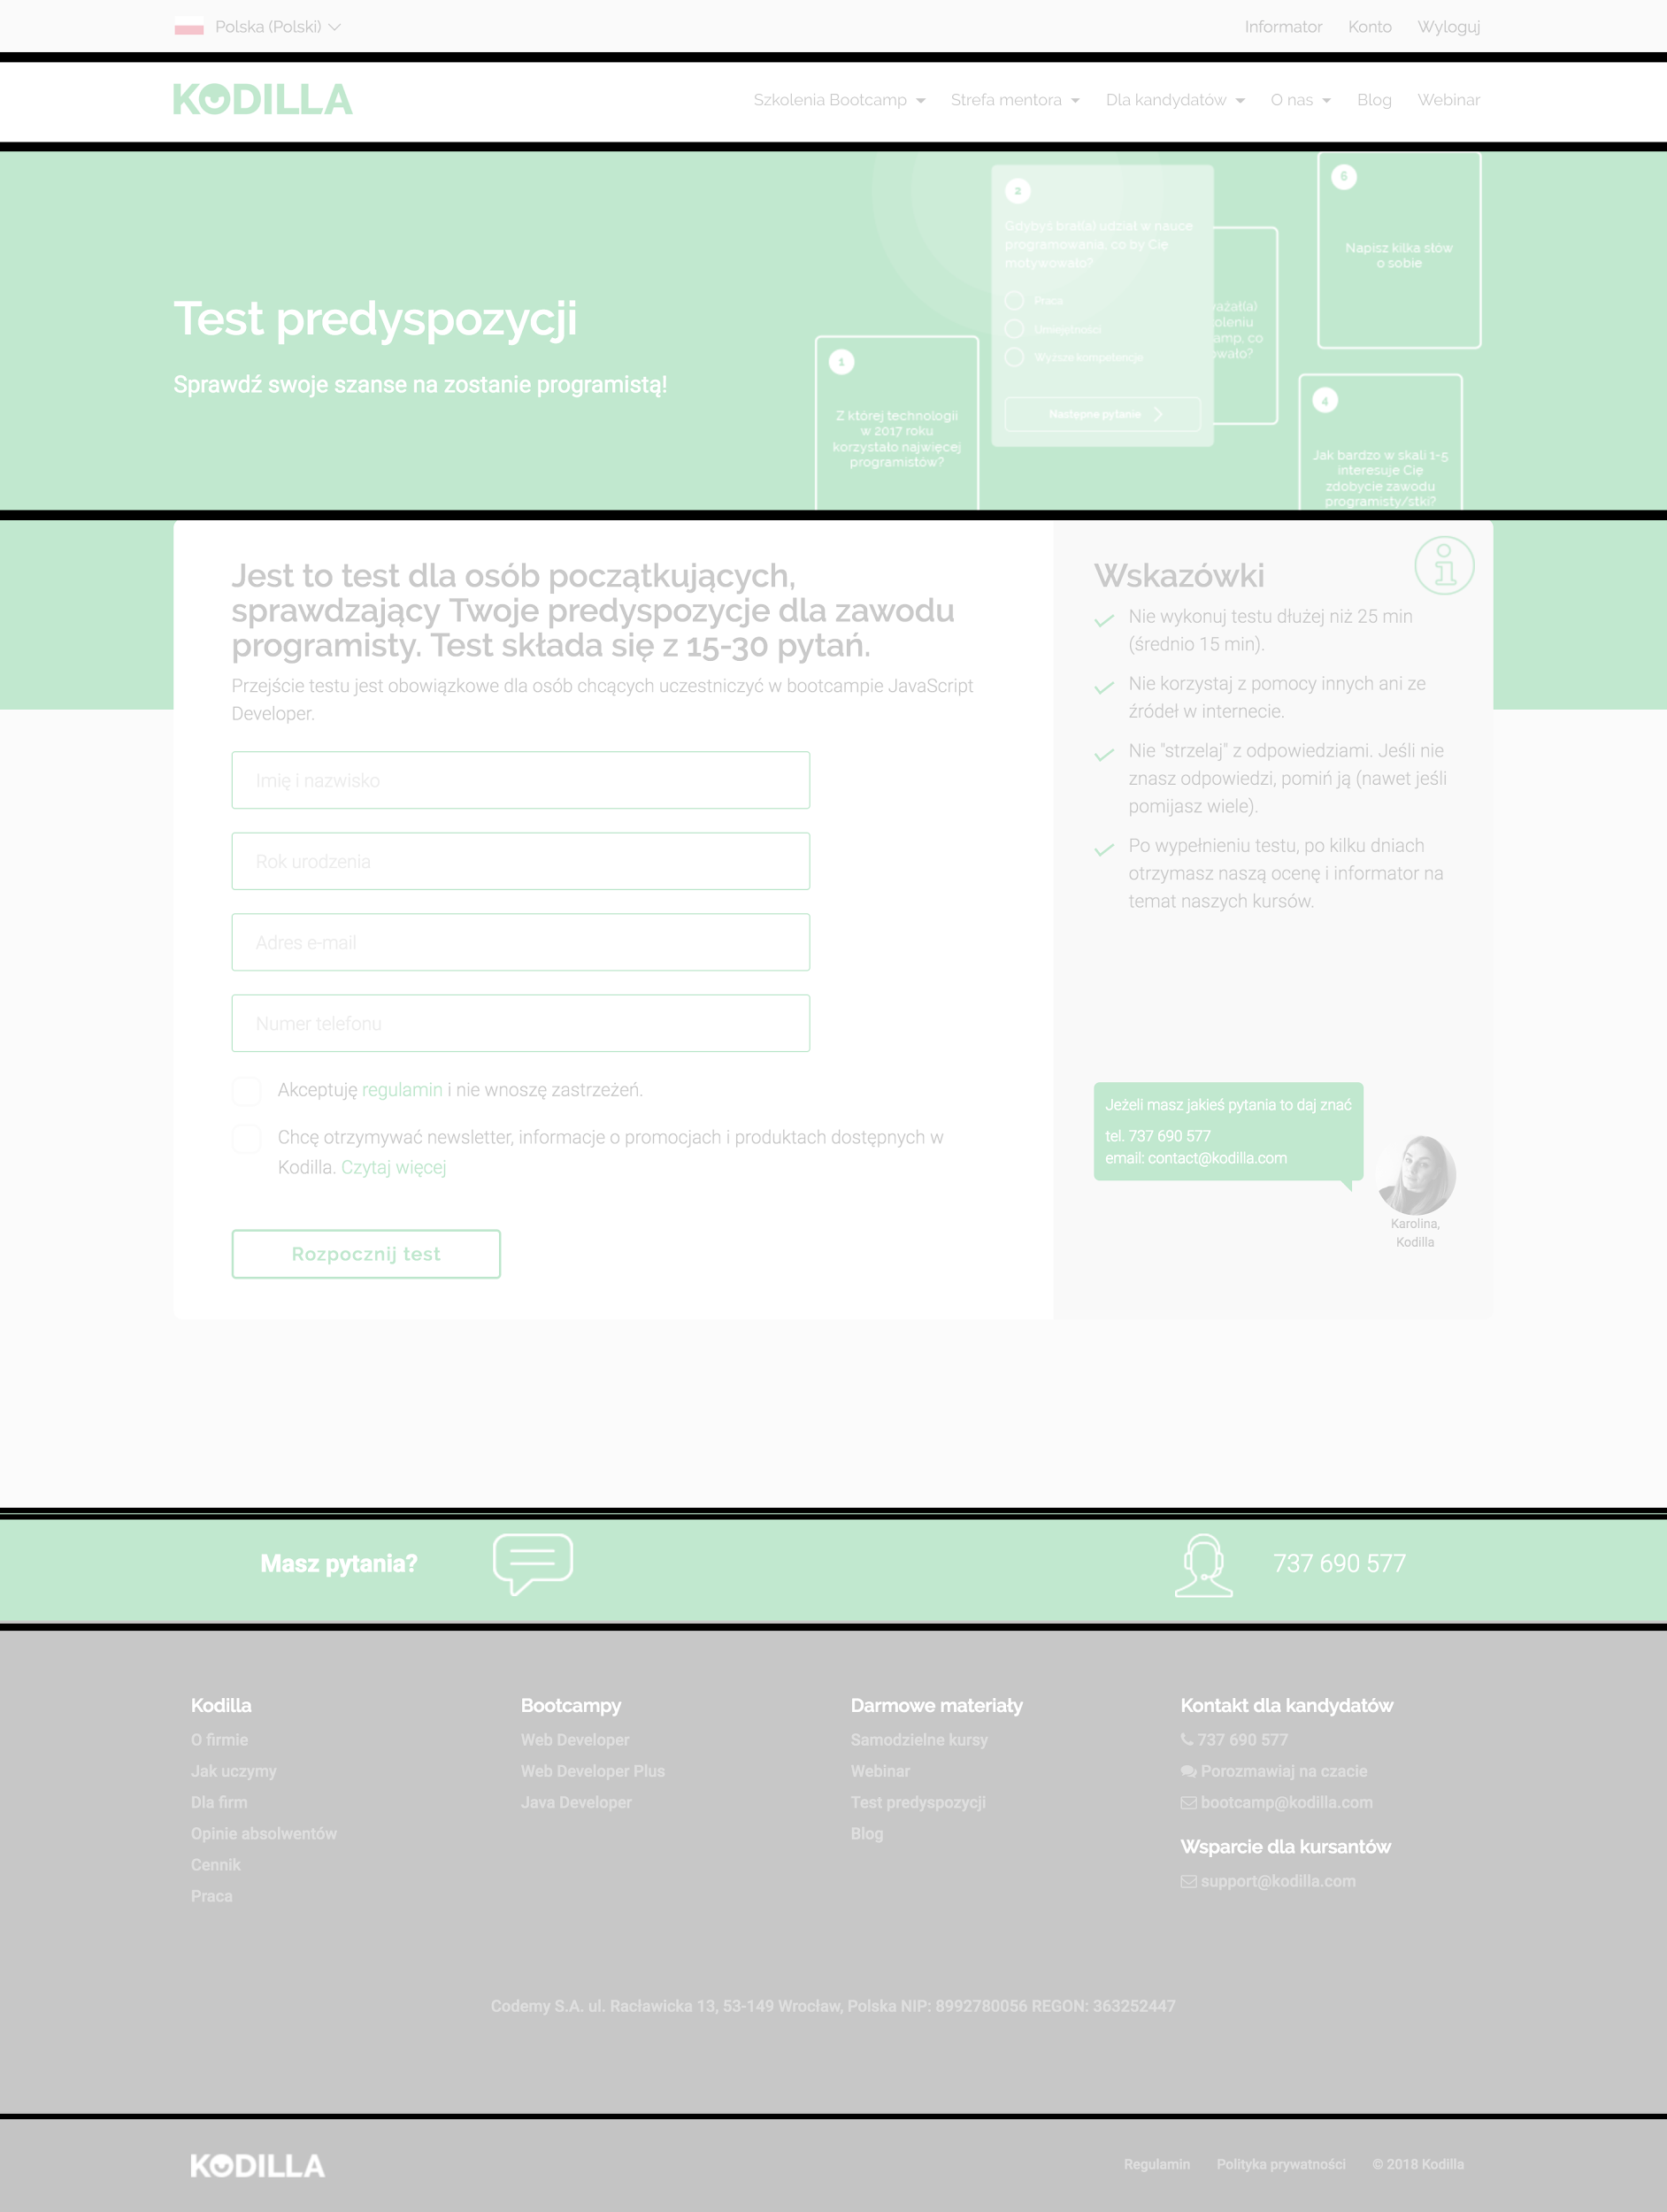 Polska (Polski)
Informator Konto Wyloguj
KODILLA
Szkolenia Bootcamp Strefa mentora Dla kandydatów O nas Blog Webinar
Test predyspozycji
Sprawdź swoje szanse na zostanie programistą!
1
Z której technologii
w 2017 roku
korzystało najwięcej
programistów?
2
Gdybyś brał(a) udział w nauce
programowania, co by Cię
motywowało?
Praca
Umiejętności
Wyższe kompetencje
Następne pytanie
ważał(a)
oleniu
amp, co
owało?
6
Napisz kilka słów
o sobie
4
Jak bardzo w skali 1-5
interesuje Cię
zdobycie zawodu
programisty/stki?
Jest to test dla osób początkujących,
sprawdzający Twoje predyspozycje dla zawodu
programisty. Test składa się z 15-30 pytań.
Przejście testu jest obowiązkowe dla osób chcących uczestniczyć w bootcampie JavaScript
Developer.
Imię i nazwisko
Rok urodzenia
Adres e-mail
Numer telefonu
Akceptuję regulamin i nie wnoszę zastrzeżeń.
Chcę otrzymywać newsletter, informacje o promocjach i produktach dostępnych w
Kodilla. Czytaj więcej
Rozpocznij test
Wskazówki
Nie wykonuj testu dłużej niż 25 min
(średnio 15 min).
Nie korzystaj z pomocy innych ani ze
źródeł w internecie.
Nie "strzelaj" z odpowiedziami. Jeśli nie
znasz odpowiedzi, pomiń ją (nawet jeśli
pomijasz wiele).
Po wypełnieniu testu, po kilku dniach
otrzymasz naszą ocenę i informator na
temat naszych kursów.
Jeżeli masz jakieś pytania to daj znać
tel. 737 690 577
email: contact@kodilla.com
Karolina,
Kodilla
Masz pytania?
737 690 577
Kodilla
O firmie
Jak uczymy
Dla firm
Opinie absolwentów
Cennik
Praca
Bootcampy
Web Developer
Web Developer Plus
Java Developer
Darmowe materiały
Samodzielne kursy
Webinar
Test predyspozycji
Blog
Kontakt dla kandydatów
737 690 577
Porozmawiaj na czacie
bootcamp@kodilla.com
Wsparcie dla kursantów
support@kodilla.com
Codemy S.A. ul. Racławicka 13, 53-149 Wrocław, Polska NIP: 8992780056 REGON: 363252447
KODILLA
Regulamin Polityka prywatności © 2018 Kodilla